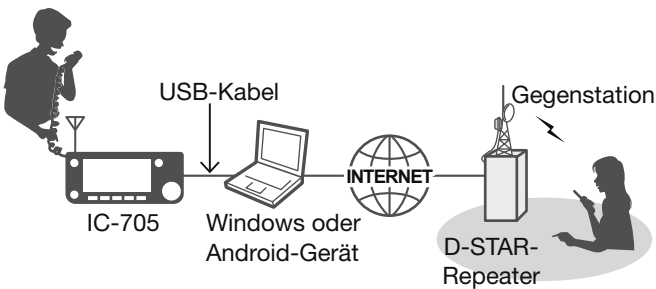 USB-Kabel
Gegenstation
INTERNET
IC-705
Windows oder
Android-Gerät
D-STAR-
Repeater